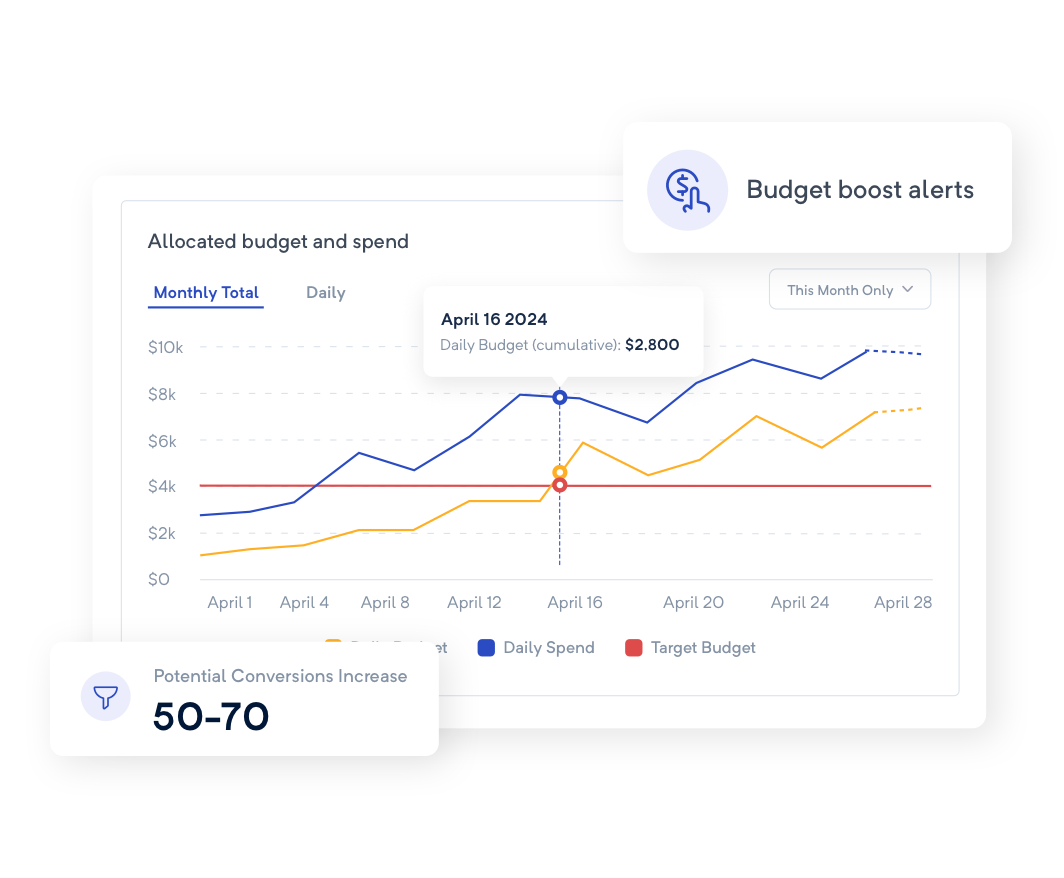 Budget boost alerts
Allocated budget and spend
Monthly Total Daily
This Month Only
April 16 2024
Daily Budget (cumulative): $2,800
$10k
$8k
$6k
$4k
$2k
$0
April 1 April 4 April 8 April 12 April 16 April 20 April 24 April 28
Daily Spend Target Budget
Potential Conversions Increase
50-70